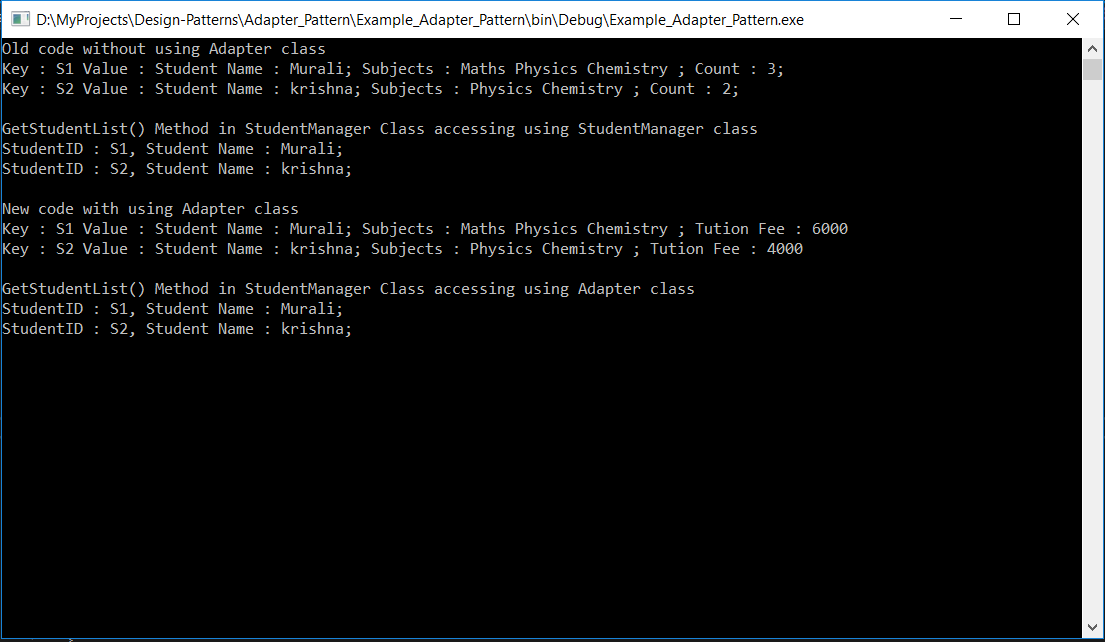 D:\MyProjects\Design-Patterns\Adapter_Pattern\Example_Adapter_Pattern\bin\Debug\Example_Adapter_Pattern.exe
Old code without using Adapter class
Key : S1 Value : Student Name : Murali; Subjects : Maths Physics Chemistry ; Count : 3;
Key : S2 Value : Student Name : krishna; Subjects : Physics Chemistry ; Count : 2;
GetStudentList() Method in StudentManager Class accessing using StudentManager class
StudentID : S1, Student Name : Murali;
StudentID : S2, Student Name : krishna;
New code with using Adapter class
Key : S1 Value : Student Name : Murali; Subjects : Maths Physics Chemistry ; Tution Fee : 6000
Key : S2 Value : Student Name : krishna; Subjects : Physics Chemistry ; Tution Fee : 4000
GetStudentList() Method in StudentManager Class accessing using Adapter class
StudentID : S1, Student Name : Murali;
StudentID : S2, Student Name : krishna;